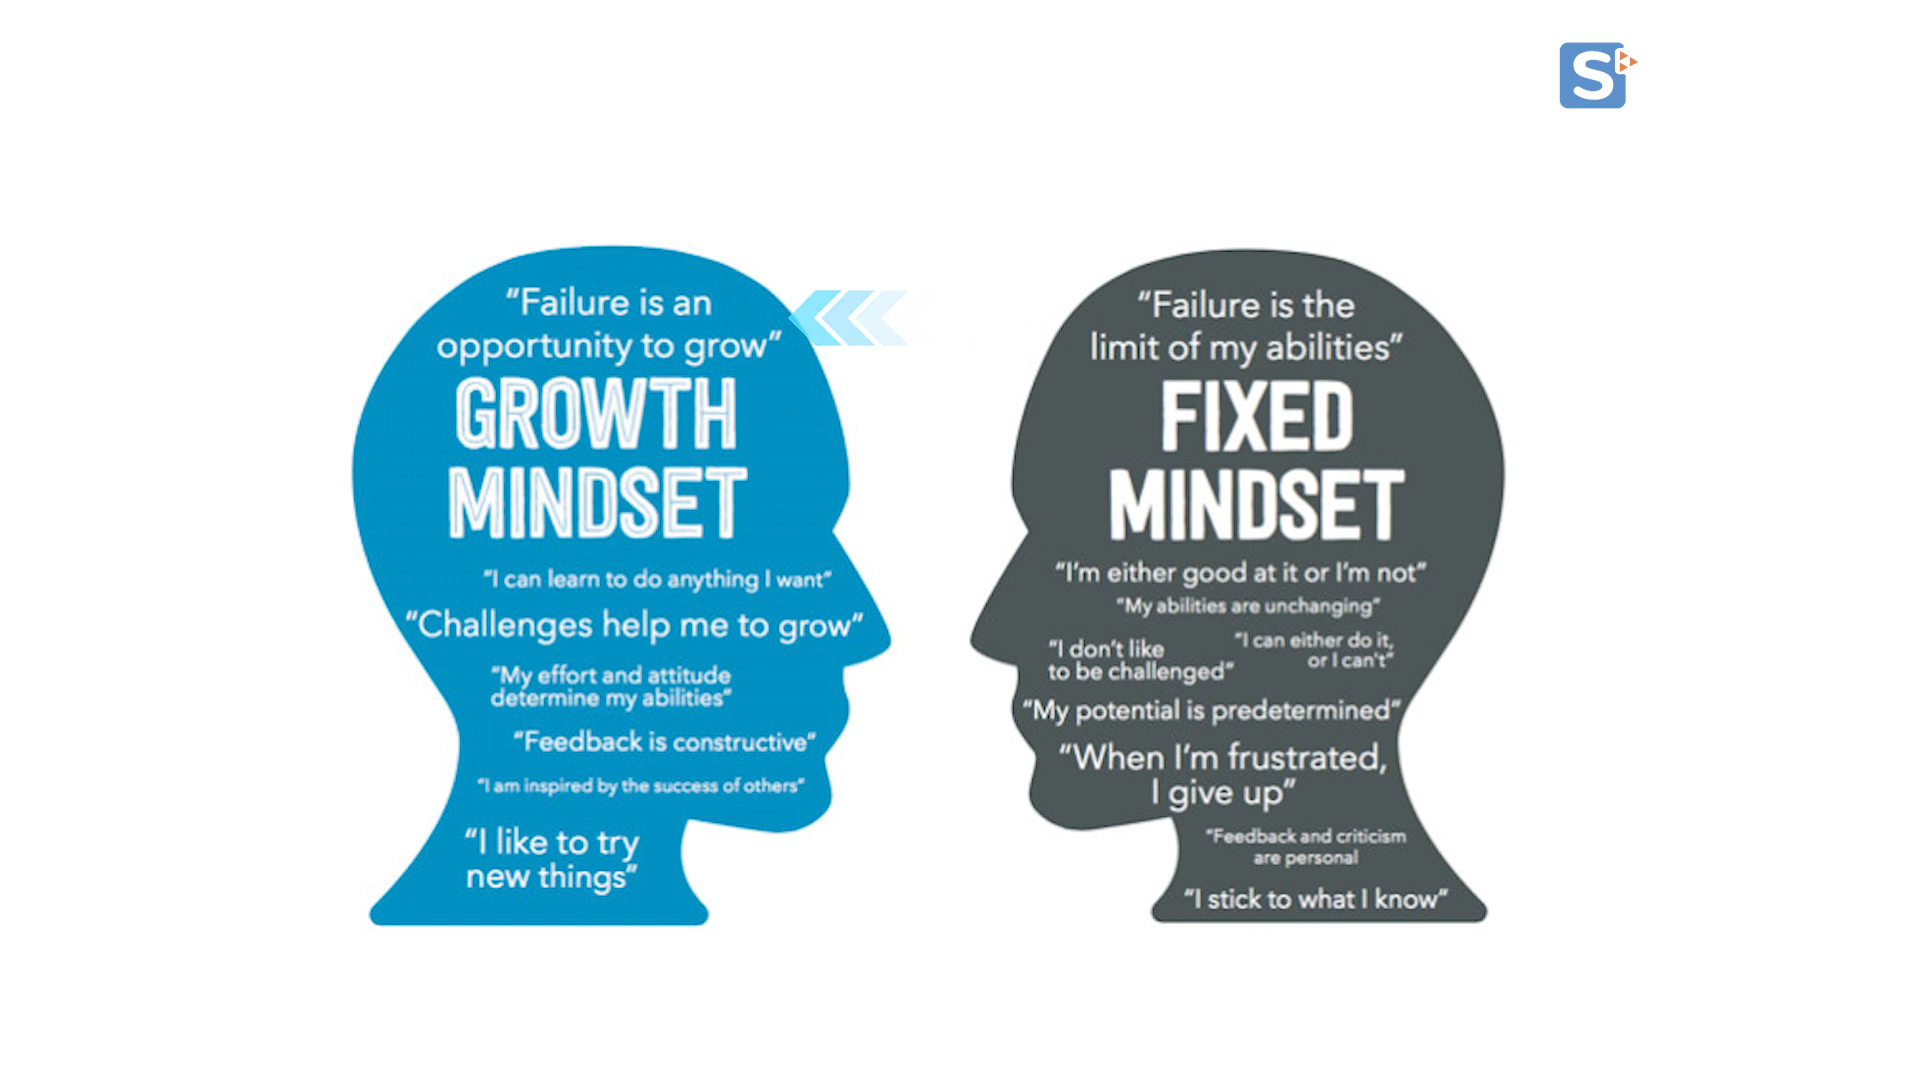 S
“Failure is an
opportunity to grow”
GROWTH
MINDSET
“I can learn to do anything I want”
“Challenges help me to grow”
“My effort and attitude
determine my abilities”
“Feedback is constructive”
“I am inspired by the success of others”
“I like to try
new things”
“Failure is the
limit of my abilities”
FIXED
MINDSET
“I’m either good at it or I’m not”
“My abilities are unchanging”
“I don’t like
to be challenged”
“I can either do it,
or I can’t”
“My potential is predetermined”
“When I’m frustrated,
I give up”
“Feedback and criticism
are personal
“I stick to what I know”